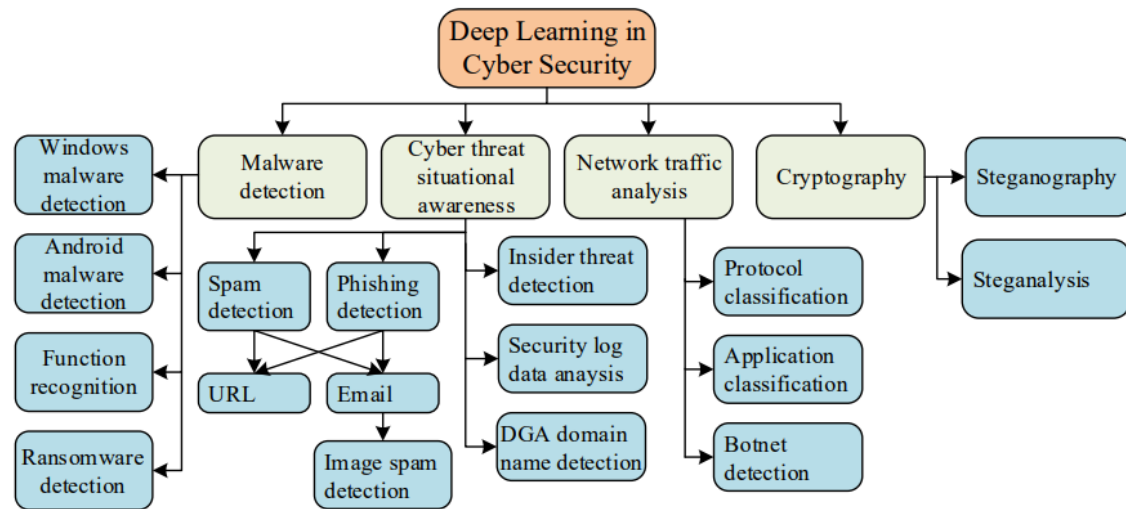 Deep Learning in
Cyber Security
Windows
malware
detection
Malware
detection
Cyber threat
situational
awareness
Network traffic
analysis
Cryptography
Steganography
Android
malware
detection
Spam
detection
Phishing
detection
Insider threat
detection
Protocol
classification
Steganalysis
Function
recognition
URL
Email
Security log
data anaysis
Application
classification
Ransomware
detection
Image spam
detection
DGA domain
name detection
Botnet
detection